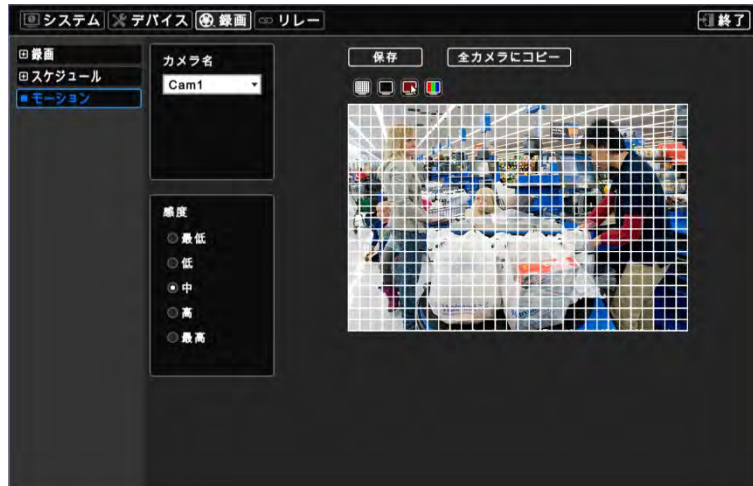 システム デバイス 録画 リレー 終了
録画
スケジュール
モーション
カメラ名
Cam1
保存 全カメラにコピー
感度
最低
低
中
高
最高